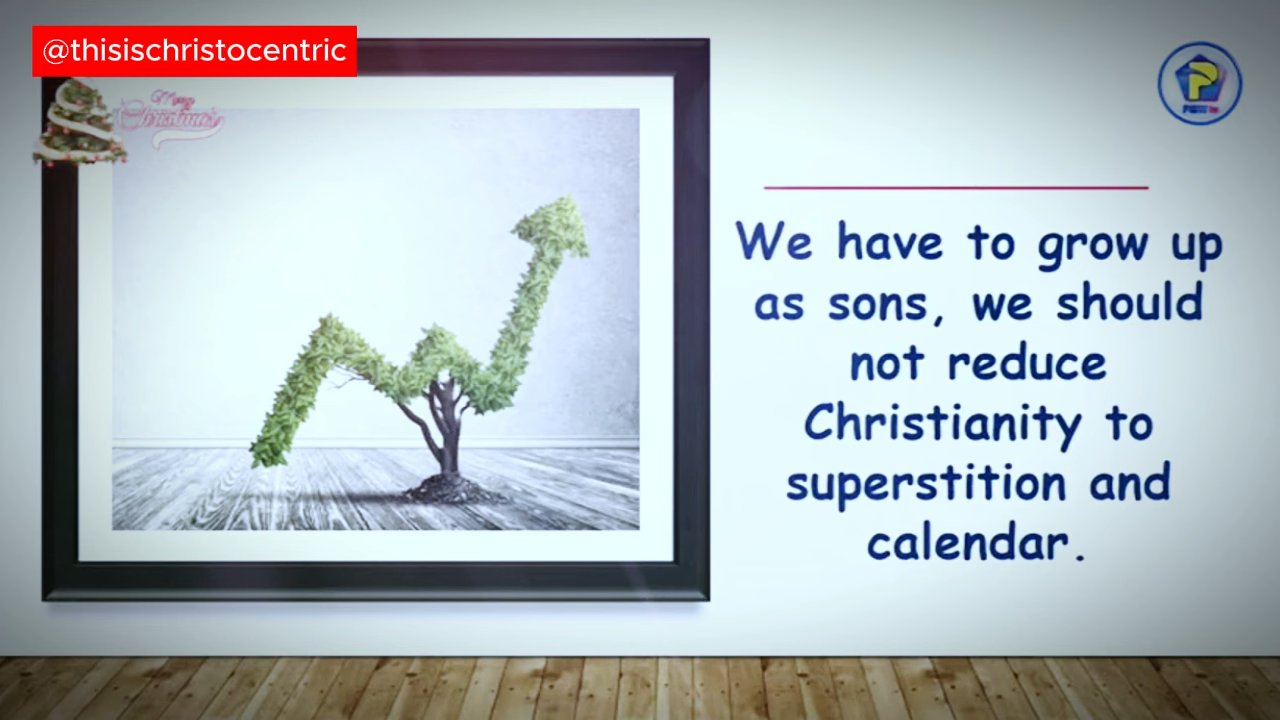 @thisischristocentric
Merry
Christmas
P
We have to grow up
as sons, we should
not reduce
Christianity to
superstition and
calendar.